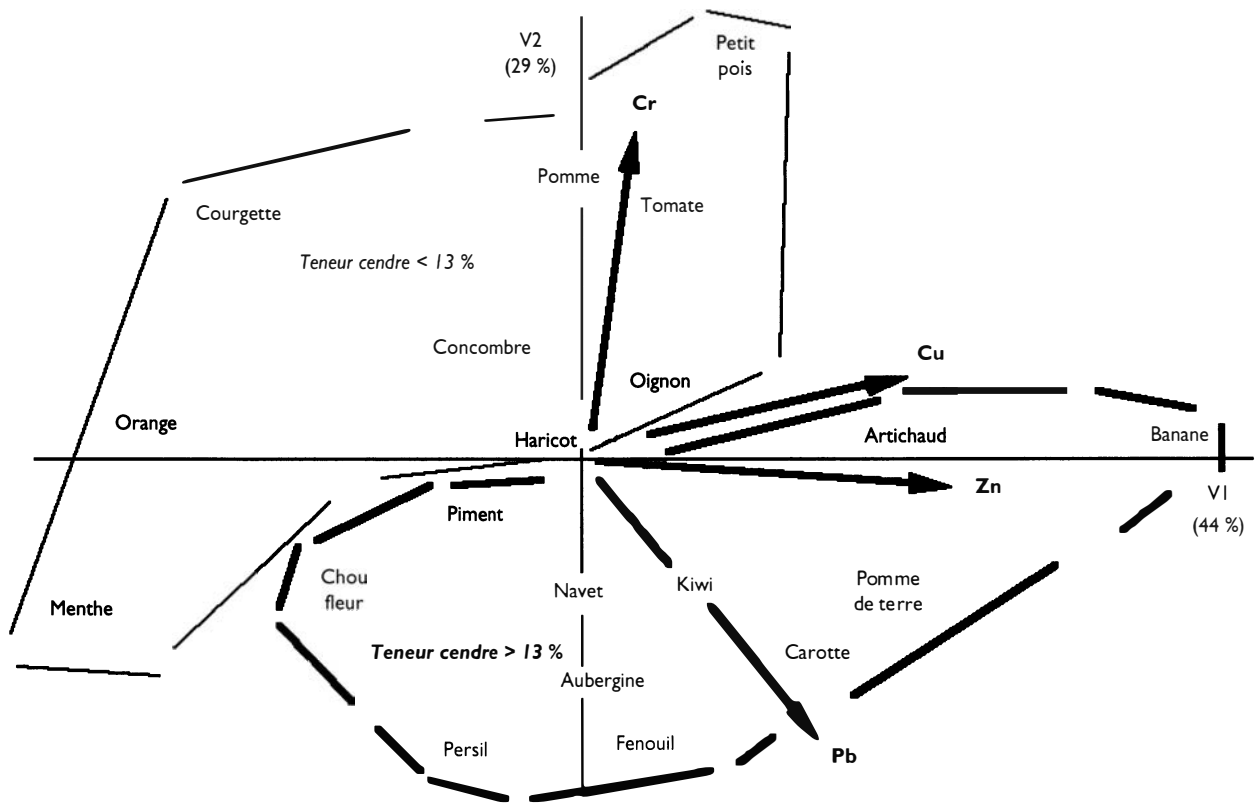 V2
(29 %)
Petit
pois
Cr
Pomme
Tomate
Courgette
Teneur cendre < 13 %
Concombre
Cu
Oignon
Orange
Haricot
Artichaud
Banane
Zn
V1
(44 %)
Piment
Chou
fleur
Navet
Kiwi
Pomme
de terre
Menthe
Teneur cendre > 13 %
Carotte
Aubergine
Persil
Fenouil
Pb